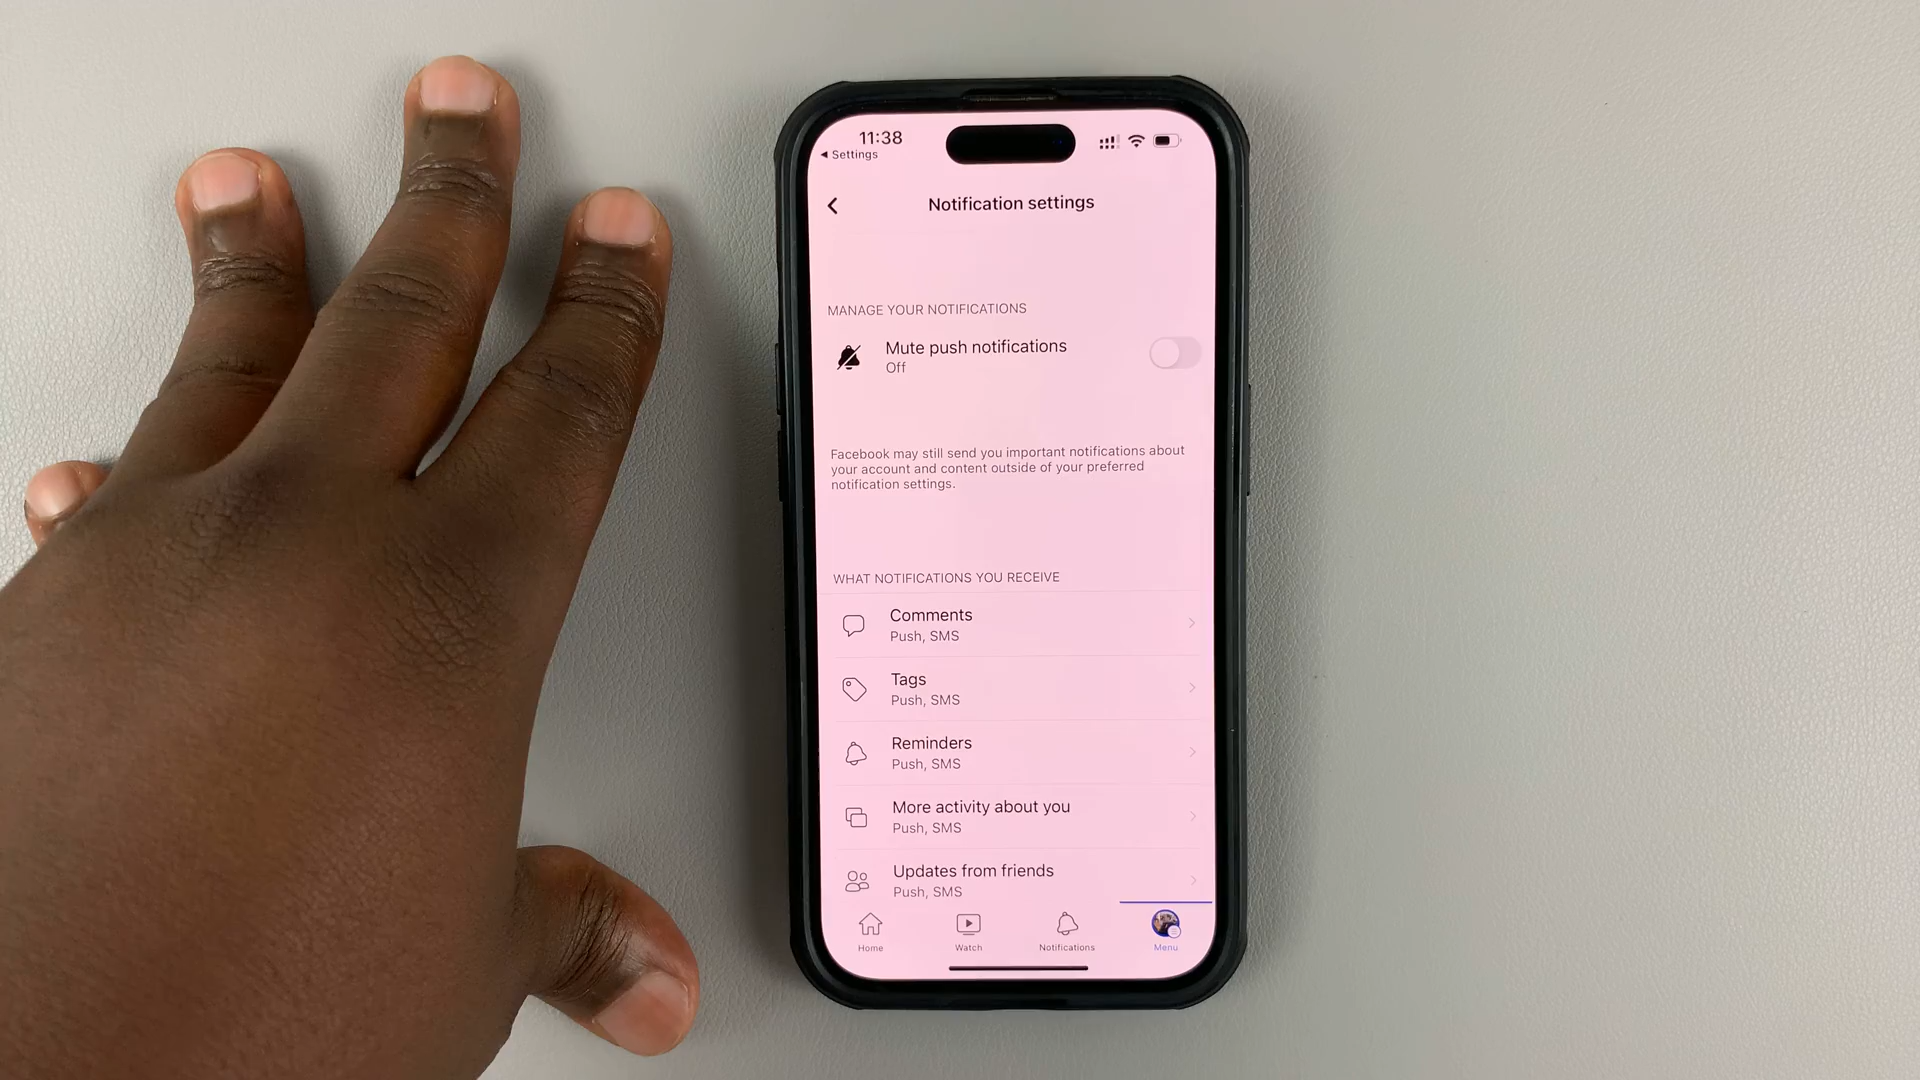 11:38
◀ Settings
Notification settings
MANAGE YOUR NOTIFICATIONS
Mute push notifications
Off
Facebook may still send you important notifications about
your account and content outside of your preferred
notification settings.
WHAT NOTIFICATIONS YOU RECEIVE
Comments
Push, SMS
Tags
Push, SMS
Reminders
Push, SMS
More activity about you
Push, SMS
Updates from friends
Push, SMS
Home
Watch
Notifications
Menu